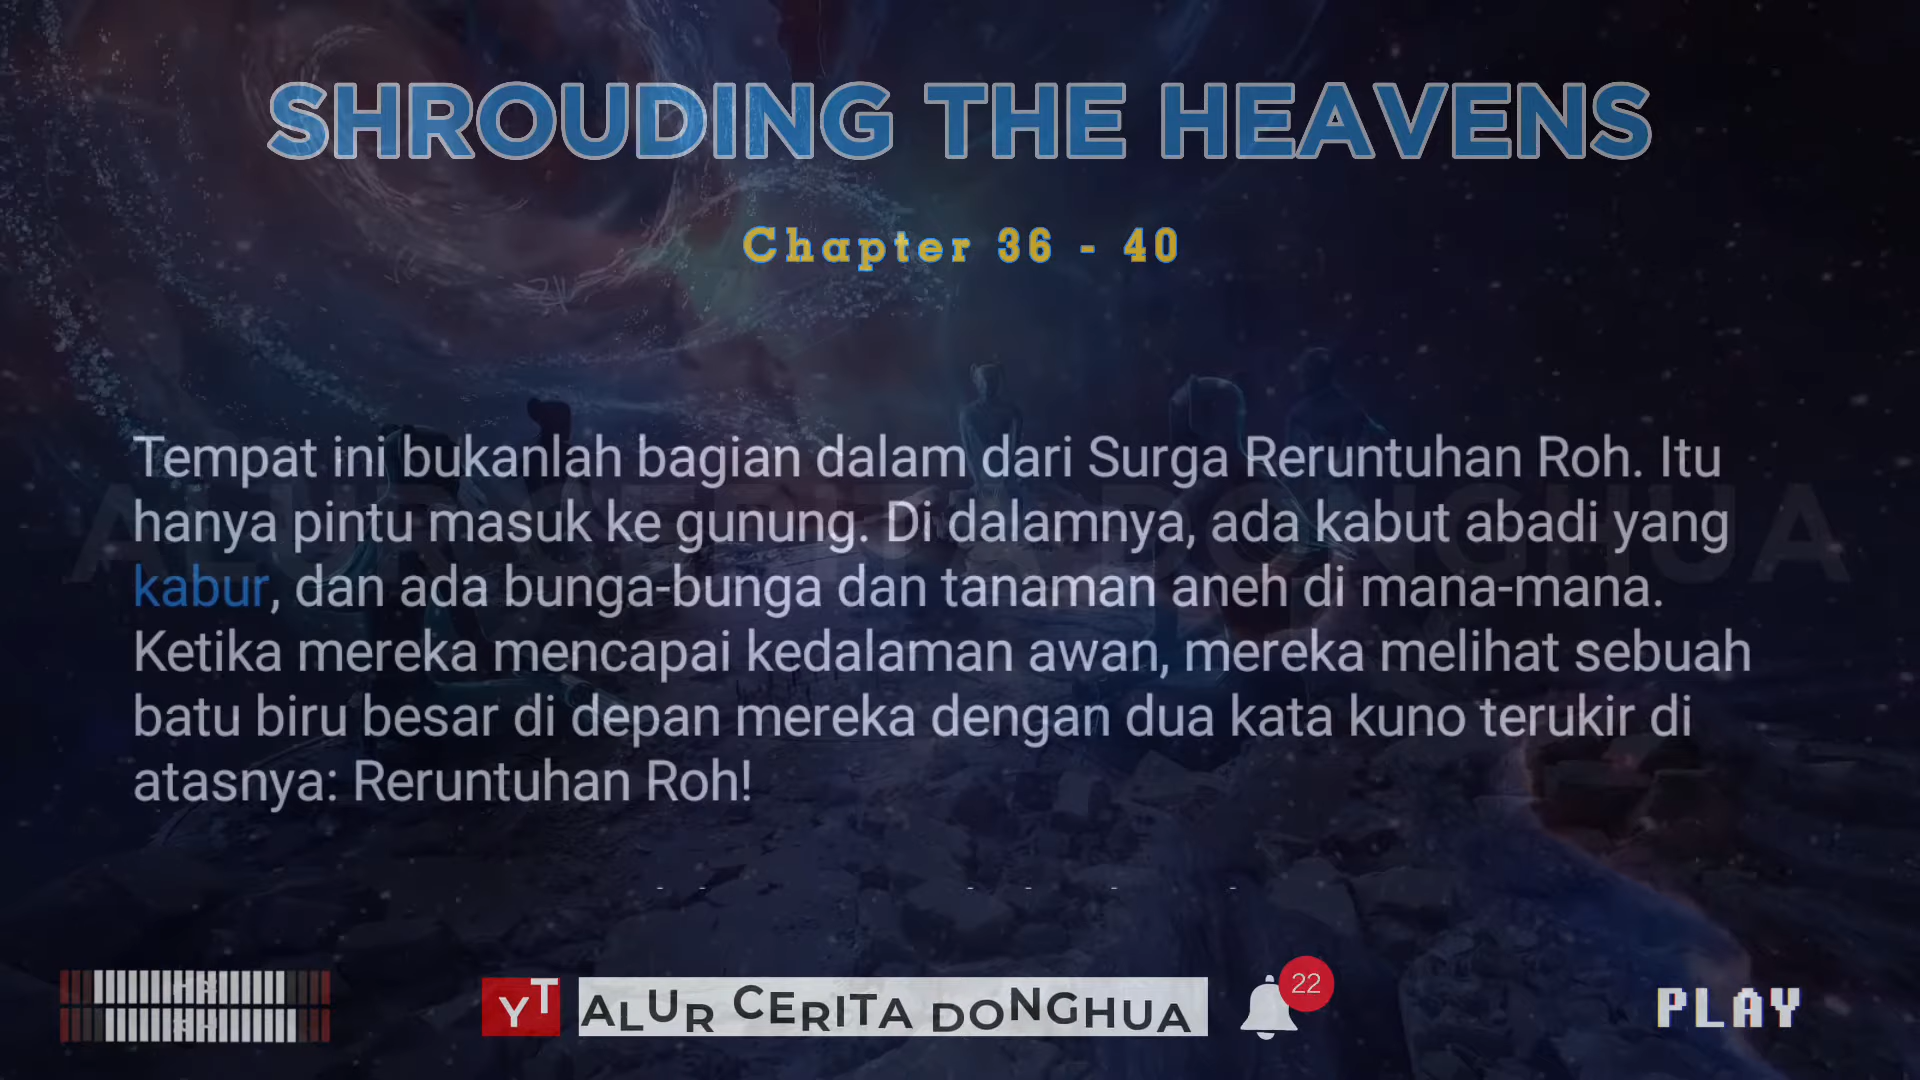 SHROUDING THE HEAVENS
Chapter 36 - 40
Tempat ini bukanlah bagian dalam dari Surga Reruntuhan Roh. Itu
hanya pintu masuk ke gunung. Di dalamnya, ada kabut abadi yang
kabur, dan ada bunga-bunga dan tanaman aneh di mana-mana.
Ketika mereka mencapai kedalaman awan, mereka melihat sebuah
batu biru besar di depan mereka dengan dua kata kuno terukir di
atasnya: Reruntuhan Roh!
ALUR CERITA DONGHUA
YT ALUR CERITA DONGHUA 22
PLAY